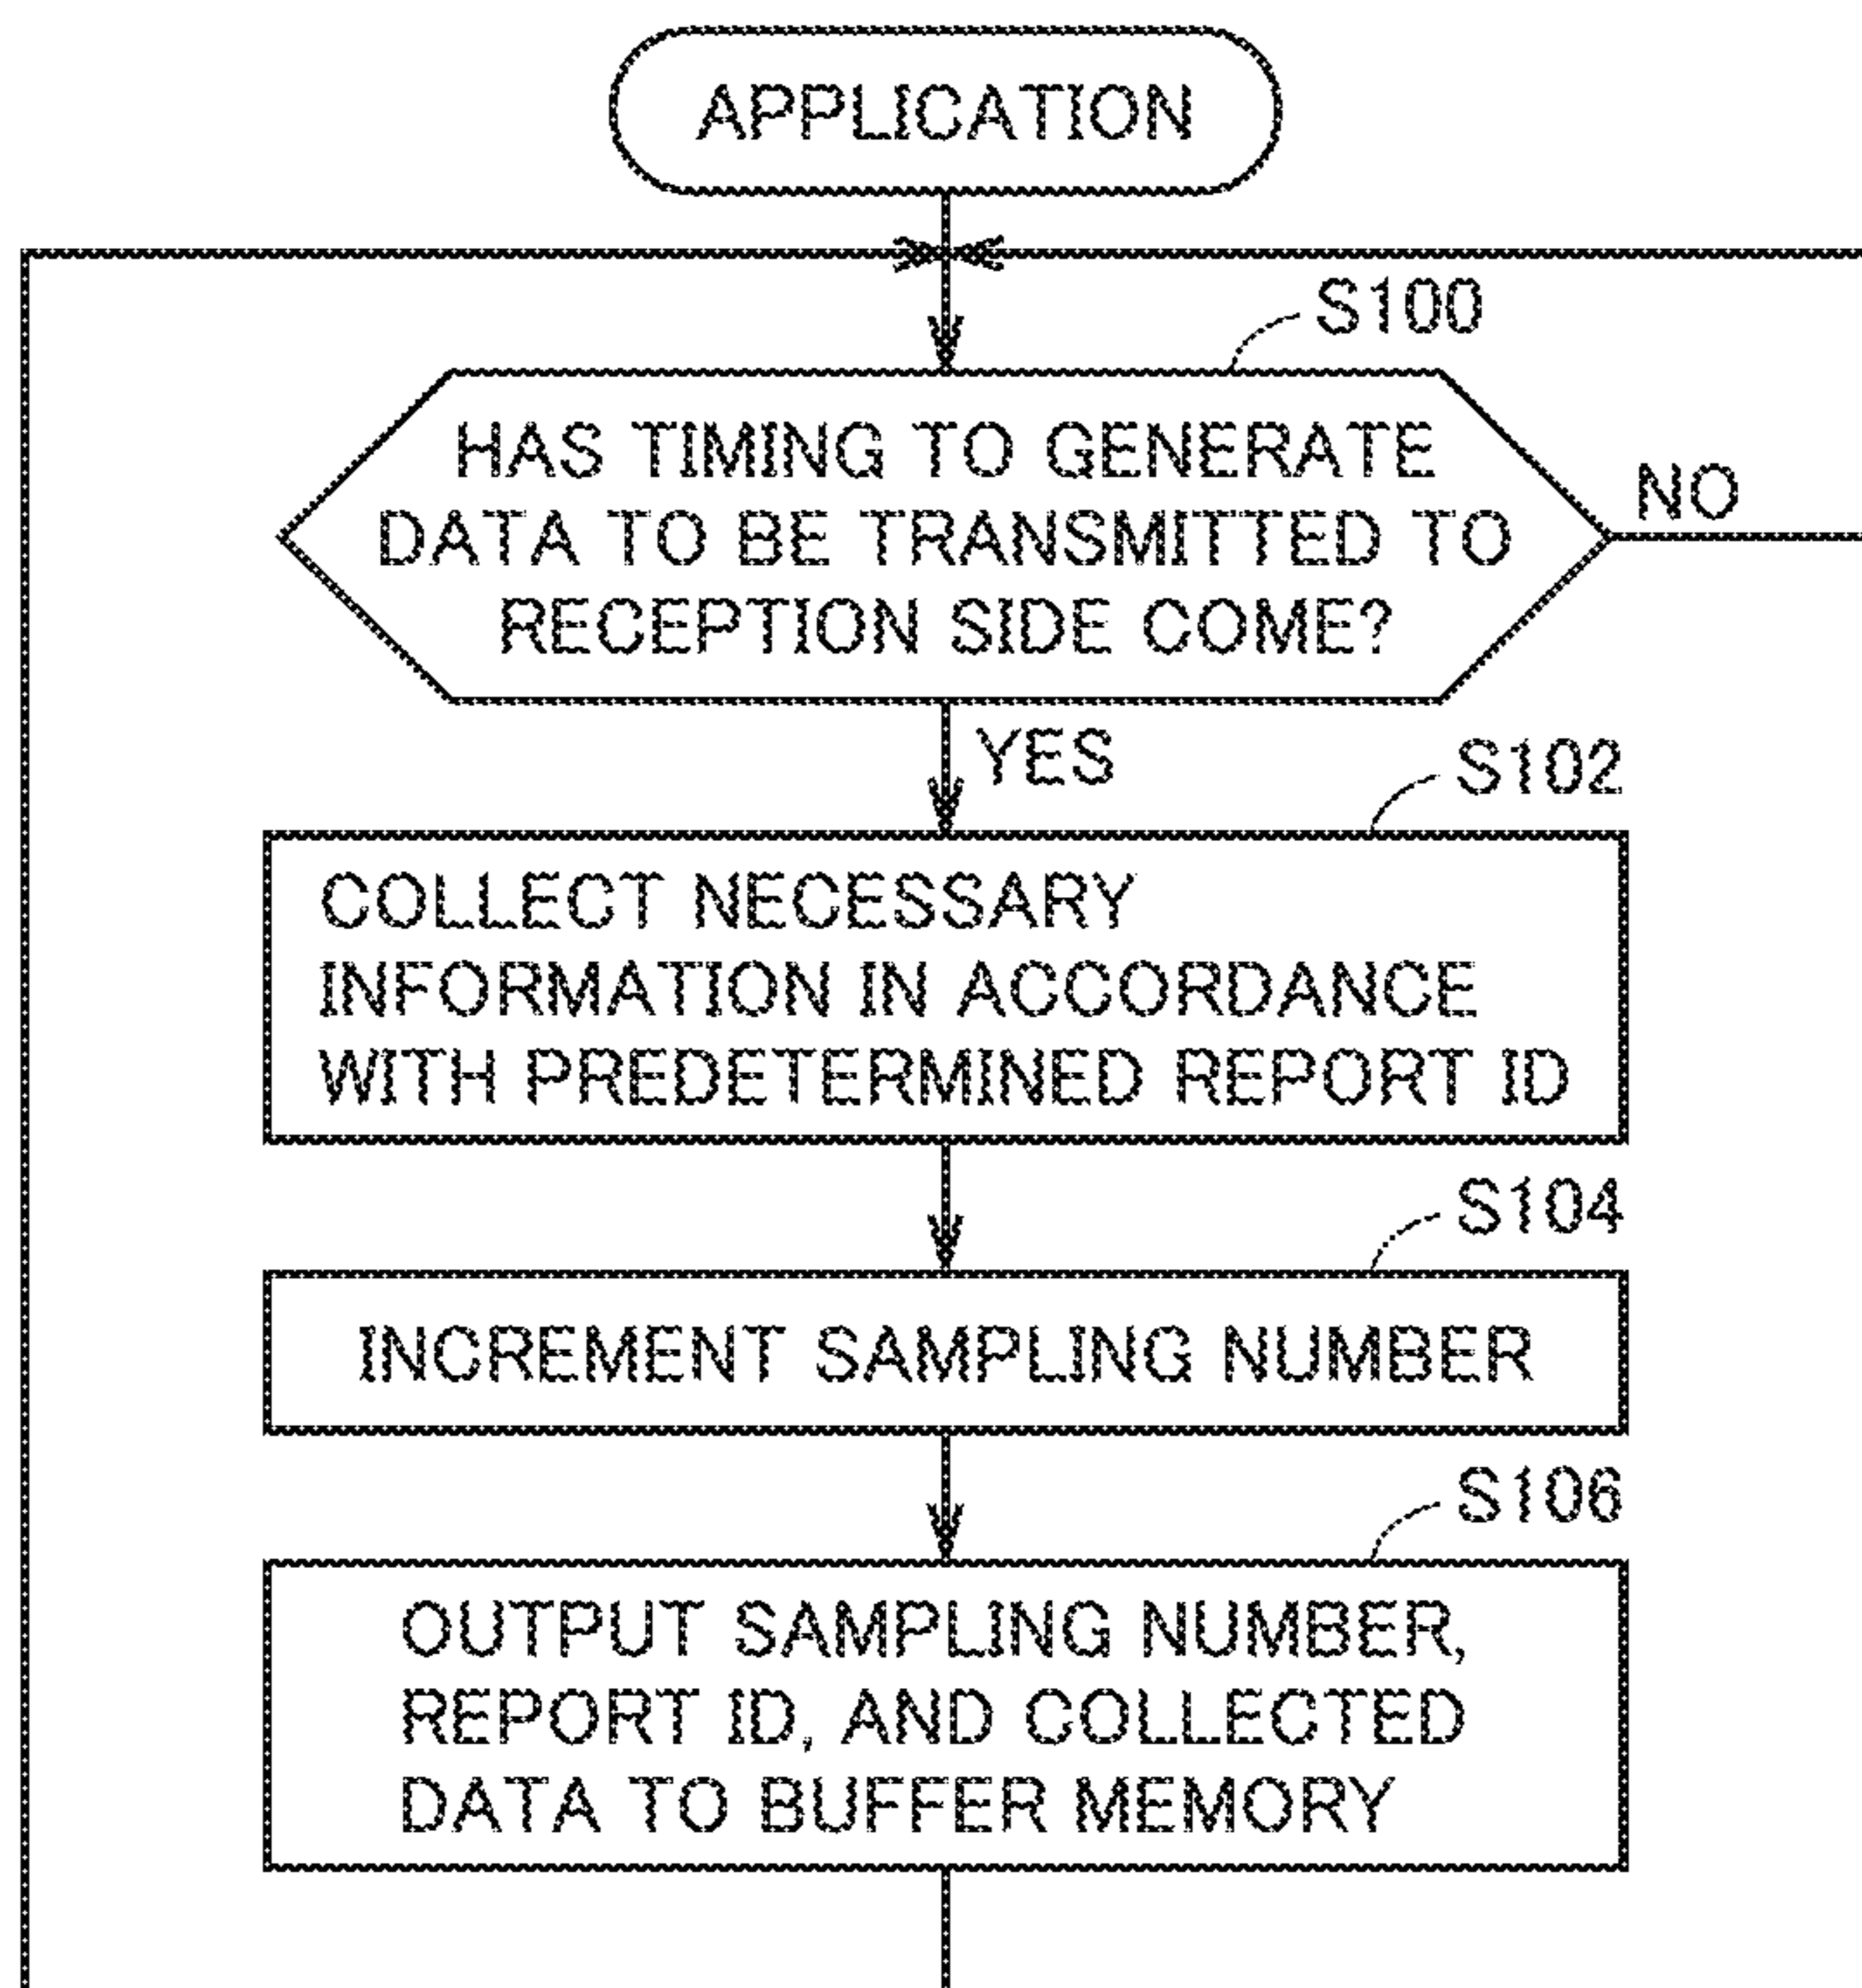 APPLICATION
S100
HAS TIMING TO GENERATE
DATA TO BE TRANSMITTED TO
RECEPTION SIDE COME?
NO
YES
S102
COLLECT NECESSARY
INFORMATION IN ACCORDANCE
WITH PREDETERMINED REPORT ID
S104
INCREMENT SAMPLING NUMBER
S106
OUTPUT SAMPLING NUMBER,
REPORT ID, AND COLLECTED
DATA TO BUFFER MEMORY